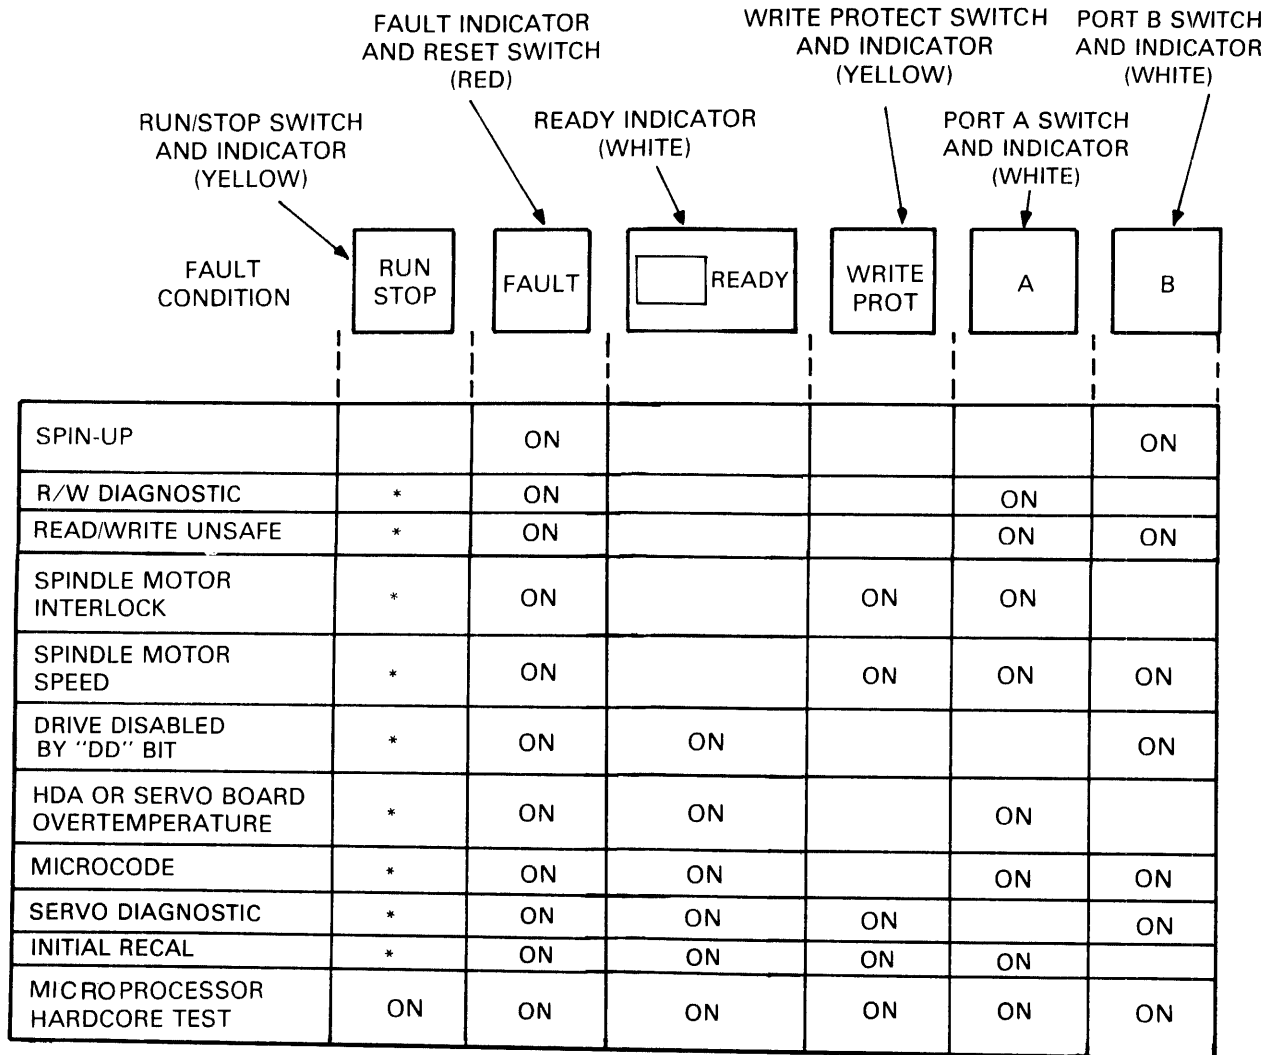 FAULT INDICATOR
AND RESET SWITCH
(RED)
WRITE PROTECT SWITCH
AND INDICATOR
(YELLOW)
PORT B SWITCH
AND INDICATOR
(WHITE)
RUN/STOP SWITCH
AND INDICATOR
(YELLOW)
READY INDICATOR
(WHITE)
PORT A SWITCH
AND INDICATOR
(WHITE)
FAULT
CONDITION
RUN
STOP
FAULT
READY
WRITE
PROT
A
B
SPIN-UP ON ON
R/W DIAGNOSTIC * ON ON
READ/WRITE UNSAFE * ON ON ON
SPINDLE MOTOR
INTERLOCK * ON ON ON
SPINDLE MOTOR
SPEED * ON ON ON ON
DRIVE DISABLED
BY "DD" BIT * ON ON ON
HDA OR SERVO BOARD
OVERTEMPERATURE * ON ON ON
MICROCODE * ON ON ON ON
SERVO DIAGNOSTIC * ON ON ON ON
INITIAL RECAL * ON ON ON ON
MICROPROCESSOR
HARDCORE TEST ON ON ON ON ON ON